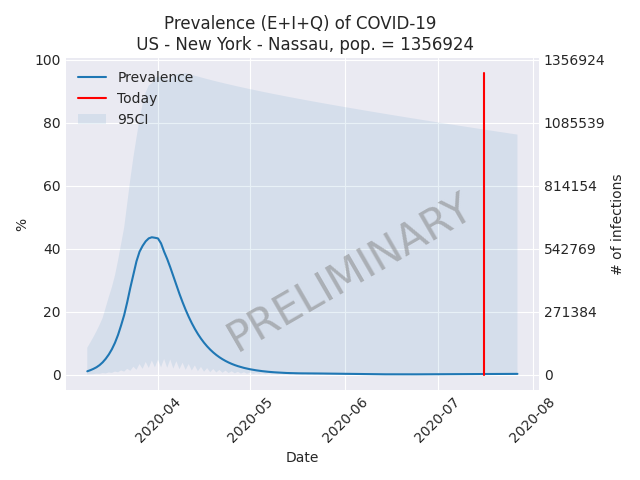 Prevalence (E+I+Q) of COVID-19
US - New York - Nassau, pop. = 1356924
100
80
60
40
20
0
%
1356924
1085539
814154
542769
271384
0
# of infections
Prevalence
Today
95CI
PRELIMINARY
2020-04
2020-05
2020-06
2020-07
2020-08
Date